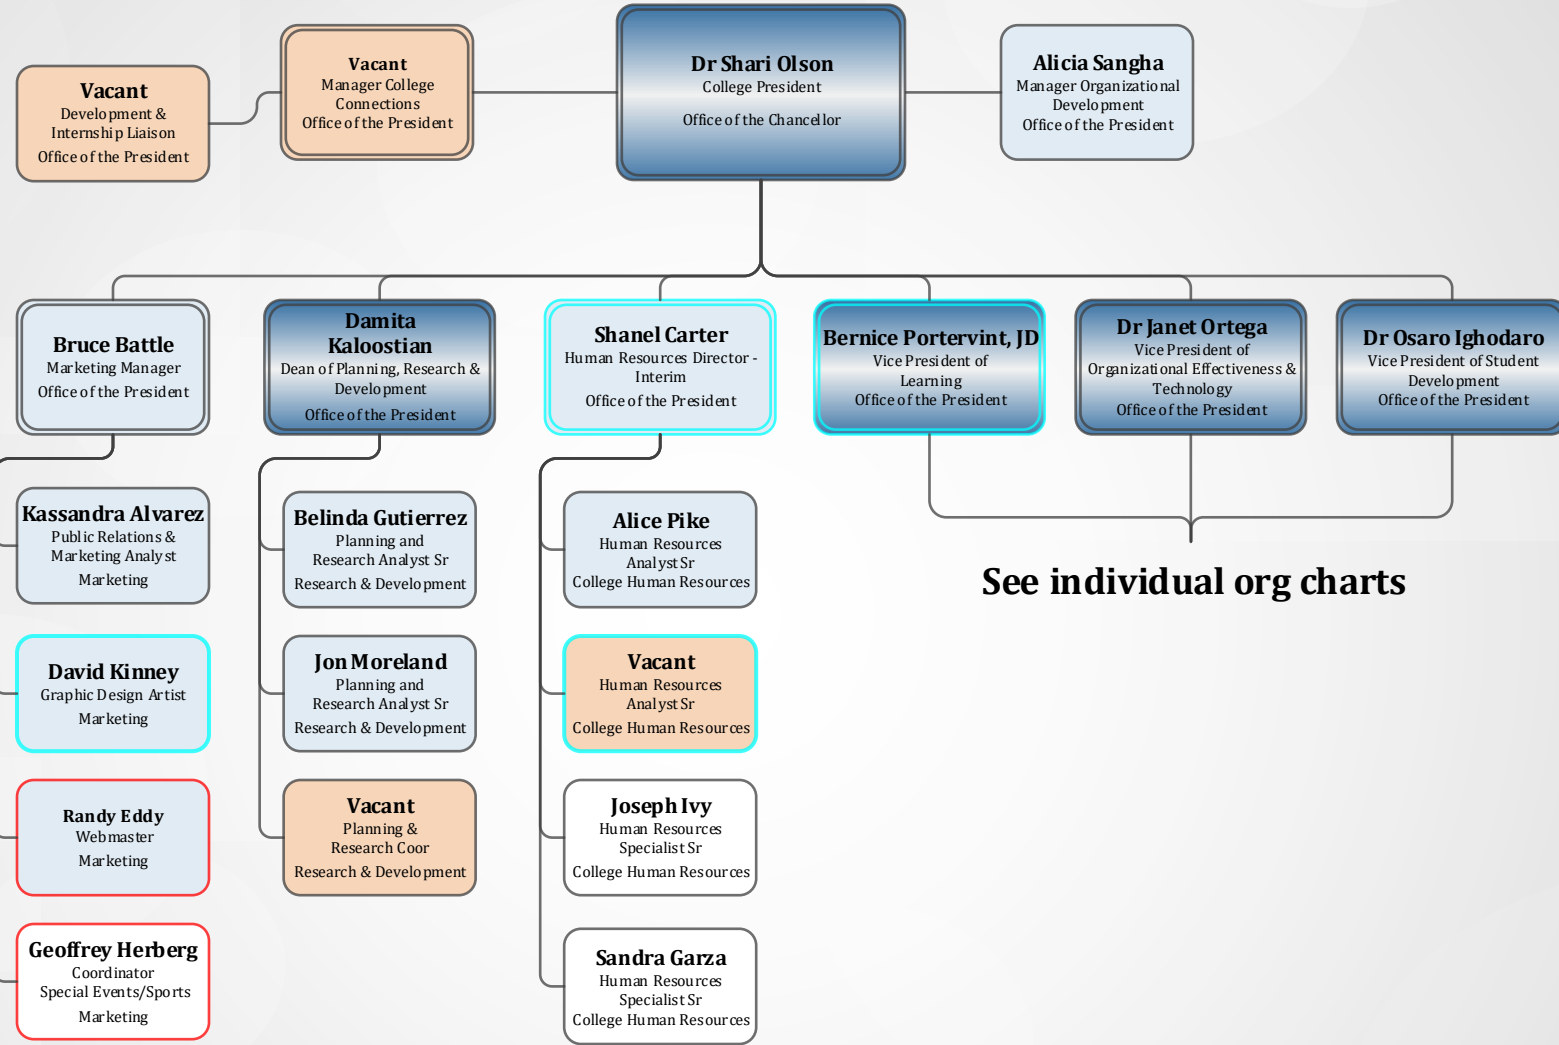 Vacant
Development &
Internship Liaison
Office of the President
Vacant
Manager College
Connections
Office of the President
Dr Shari Olson
College President
Office of the Chancellor
Alicia Sangha
Manager Organizational
Development
Office of the President
Bruce Battle
Marketing Manager
Office of the President
Damita
Kaloostian
Dean of Planning, Research &
Development
Office of the President
Shanel Carter
Human Resources Director -
Interim
Office of the President
Bernice Portervint, JD
Vice President of
Learning
Office of the President
Dr Janet Ortega
Vice President of
Organizational Effectiveness &
Technology
Office of the President
Dr Osaro Ighodaro
Vice President of Student
Development
Office of the President
Kassandra Alvarez
Public Relations &
Marketing Analyst
Marketing
David Kinney
Graphic Design Artist
Marketing
Randy Eddy
Webmaster
Marketing
Geoffrey Herberg
Coordinator
Special Events/Sports
Marketing
Belinda Gutierrez
Planning and
Research Analyst Sr
Research & Development
Jon Moreland
Planning and
Research Analyst Sr
Research & Development
Vacant
Planning &
Research Coor
Research & Development
Alice Pike
Human Resources
Analyst Sr
College Human Resources
Vacant
Human Resources
Analyst Sr
College Human Resources
Joseph Ivy
Human Resources
Specialist Sr
College Human Resources
Sandra Garza
Human Resources
Specialist Sr
College Human Resources
See individual org charts